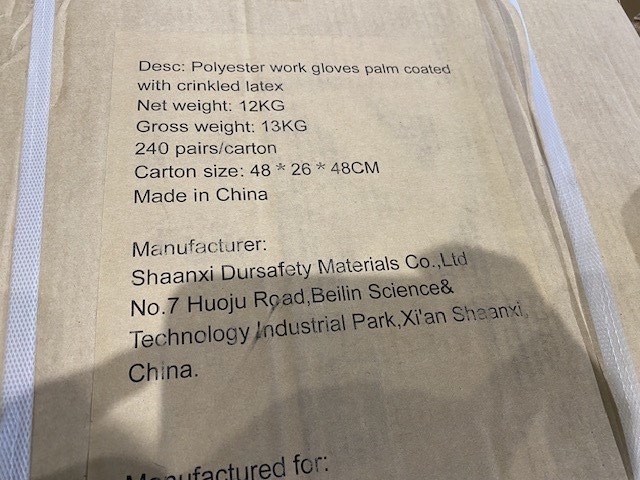 Desc: Polyester work gloves palm coated
with crinkled latex
Net weight: 12KG
Gross weight: 13KG
240 pairs/carton
Carton size: 48 * 26 * 48CM
Made in China
Manufacturer:
Shaanxi Dursafety Materials Co.,Ltd
No.7 Huoju Road,Beilin Science&
Technology Industrial Park,Xi'an Shaanxi,
China.
Manufactured for: